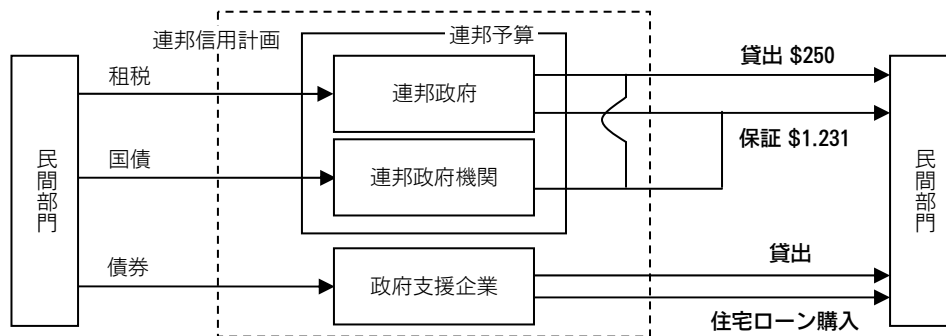 連邦信用計画
連邦予算
民間部門
租税
国債
債券
連邦政府
連邦政府機関
政府支援企業
貸出 $250
保証 $1.231
貸出
住宅ローン購入
民間部門